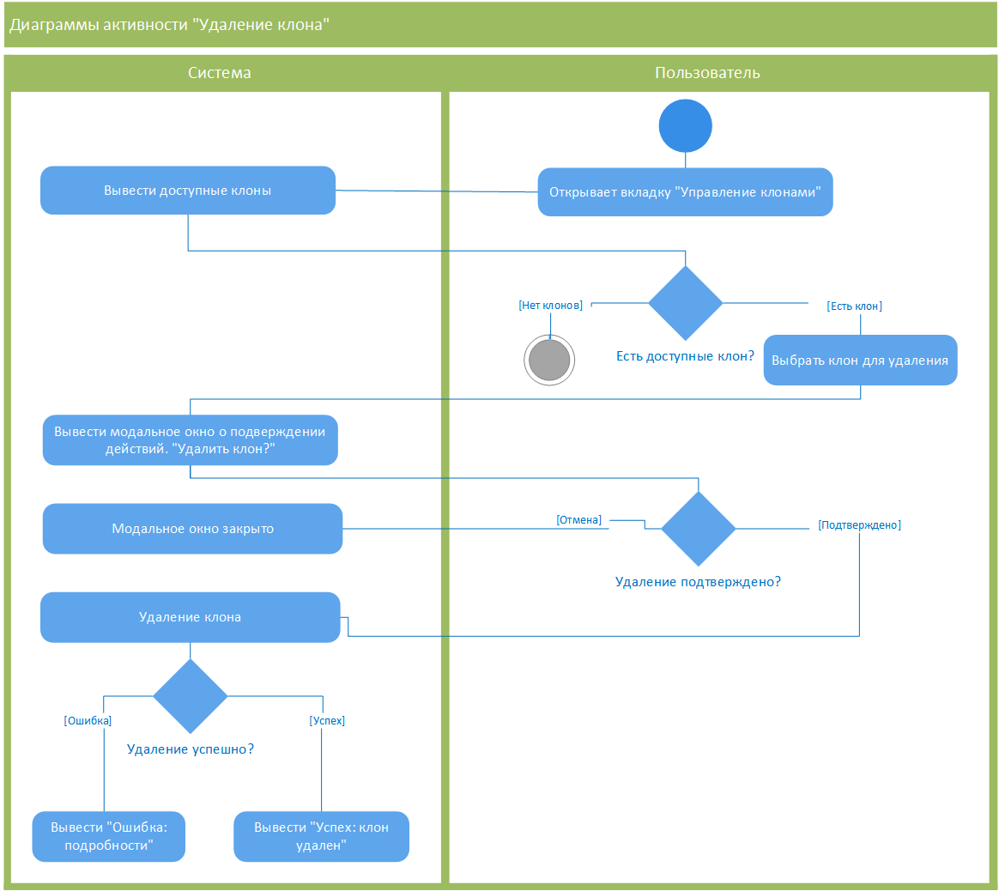 Диаграммы активности "Удаление клона"
Система
Пользователь
Вывести доступные клоны
Открывает вкладку "Управление клонами"
[Нет клонов]
[Есть клон]
Есть доступные клон?
Выбрать клон для удаления
Вывести модальное окно о подверждении
действий. "Удалить клон?"
Модальное окно закрыто
[Отмена]
[Подтверждено]
Удаление подтверждено?
Удаление клона
[Ошибка]
[Успех]
Удаление успешно?
Вывести "Ошибка:
подробности"
Вывести "Успех: клон
удален"